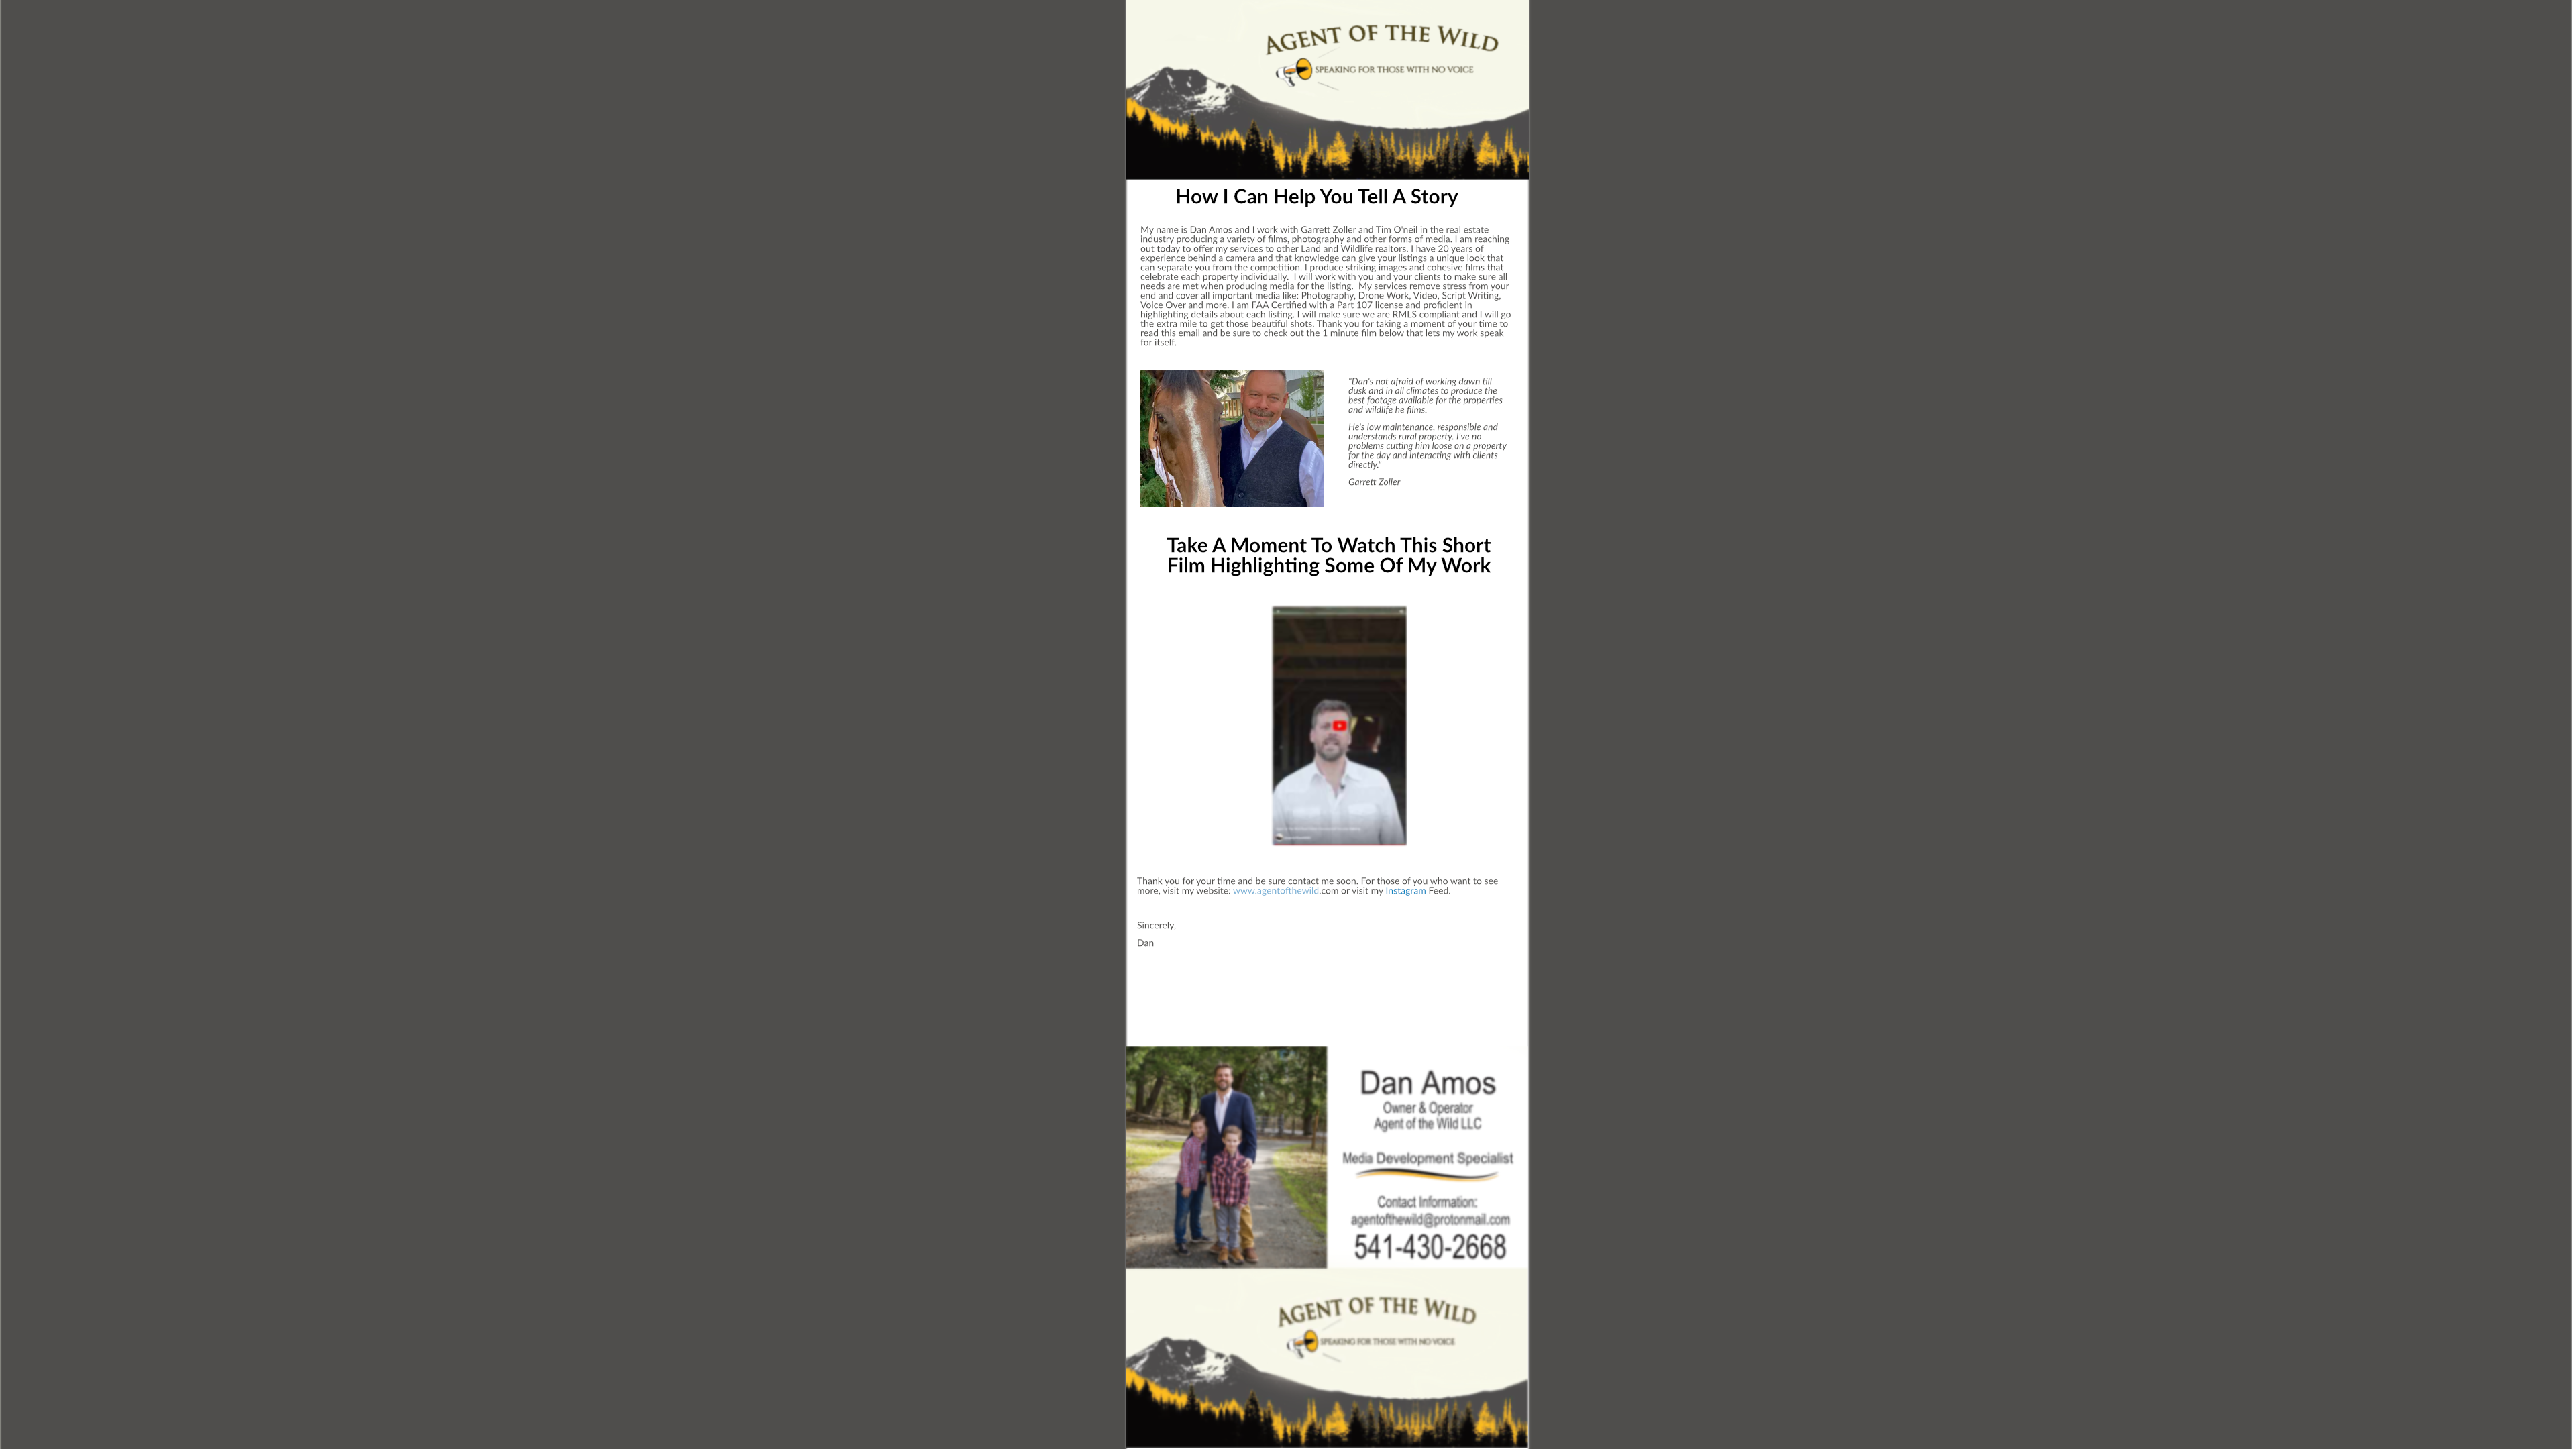 AGENT OF THE WILD
SPEAKING FOR THOSE WITH NO VOICE
How I Can Help You Tell A Story
My name is Dan Amos and I work with Garrett Zoller and Tim O'neil in the real estate
industry producing a variety of films, photography and other forms of media. I am reaching
out today to offer my services to other Land and Wildlife realtors. I have 20 years of
experience behind a camera and that knowledge can give your listings a unique look that
can separate you from the competition. I produce striking images and cohesive films that
celebrate each property individually.  I will work with you and your clients to make sure all
needs are met when producing media for the listing.  My services remove stress from your
end and cover all important media like: Photography, Drone Work, Video, Script Writing,
Voice Over and more. I am FAA Certified with a Part 107 license and proficient in
highlighting details about each listing. I will make sure we are RMLS compliant and I will go
the extra mile to get those beautiful shots. Thank you for taking a moment of your time to
read this email and be sure to check out the 1 minute film below that lets my work speak
for itself.
"Dan's not afraid of working dawn till
dusk and in all climates to produce the
best footage available for the properties
and wildlife he films.
He's low maintenance, responsible and
understands rural property. I've no
problems cutting him loose on a property
for the day and interacting with clients
directly."
Garrett Zoller
Take A Moment To Watch This Short
Film Highlighting Some Of My Work
Thank you for your time and be sure contact me soon. For those of you who want to see
more, visit my website: www.agentofthewild.com or visit my Instagram Feed.
Sincerely,
Dan
Dan Amos
Owner & Operator
Agent of the Wild LLC
Media Development Specialist
Contact Information:
agentofthewild@protonmail.com
541-430-2668
AGENT OF THE WILD
SPEAKING FOR THOSE WITH NO VOICE